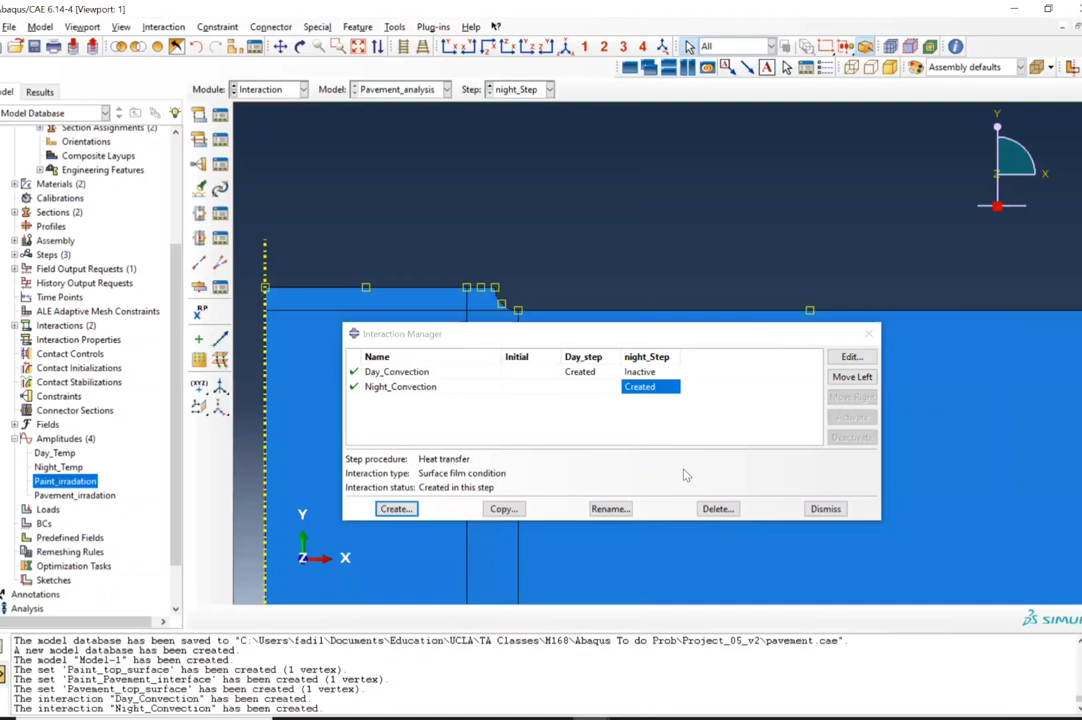 Abaqus/CAE 6.14-4 [Viewport: 1]
File Model Viewport View Interaction Constraint Connector Special Feature Tools Plug-ins Help
1 2 3 4 All
A Assembly defaults
Results Module: Interaction Model: Pavement_analysis Step: night_Step
Model Database
Section Assignments (2)
Orientations
Composite Layups
Engineering Features
Materials (2)
Calibrations
Sections (2)
Profiles
Assembly
Steps (3)
Field Output Requests (1)
History Output Requests
Time Points
ALE Adaptive Mesh Constraints
Interactions (2)
Interaction Properties
Contact Controls
Contact Initializations
Contact Stabilizations
Constraints
Connector Sections
Fields
Amplitudes (4)
Day_Temp
Night_Temp
Paint_irradation
Pavement_irradation
Loads
BCs
Predefined Fields
Remeshing Rules
Optimization Tasks
Sketches
Annotations
Analysis
RP
(XYZ)
Y
X
Z
Interaction Manager
Name Initial Day_step night_Step
Day_Convection Created Inactive
Night_Convection Created
Edit...
Move Left
Move Right
Activate
Deactivate
Step procedure: Heat transfer
Interaction type: Surface film condition
Interaction status: Created in this step
Create... Copy... Rename... Delete... Dismiss
Y
Z X
The model database has been saved to "C:\Users\fadil\Documents\Education\UCLA\TA Classes\M168\Abaqus To do Prob\Project_05_v2\pavement.cae".
A new model database has been created.
The model "Model-1" has been created.
The set 'Paint_top_surface' has been created (1 vertex).
The set 'Paint_Pavement_interface' has been created (1 vertex).
The set 'Pavement_top_surface' has been created (1 vertex).
The interaction "Day_Convection" has been created.
The interaction "Night_Convection" has been created.